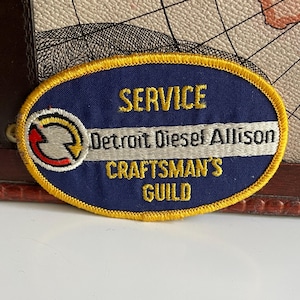 SERVICE
Detroit Diesel Allison
CRAFTSMAN'S
GUILD